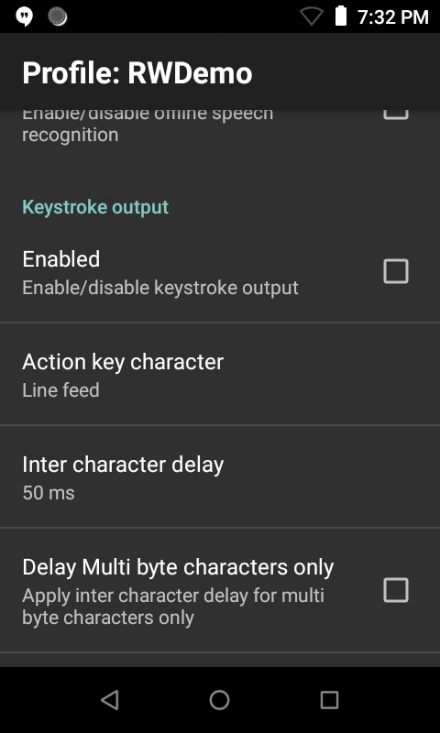 7:32 PM
Profile: RWDemo
Enable/disable offline speech
recognition
Keystroke output
Enabled
Enable/disable keystroke output
Action key character
Line feed
Inter character delay
50 ms
Delay Multi byte characters only
Apply inter character delay for multi
byte characters only